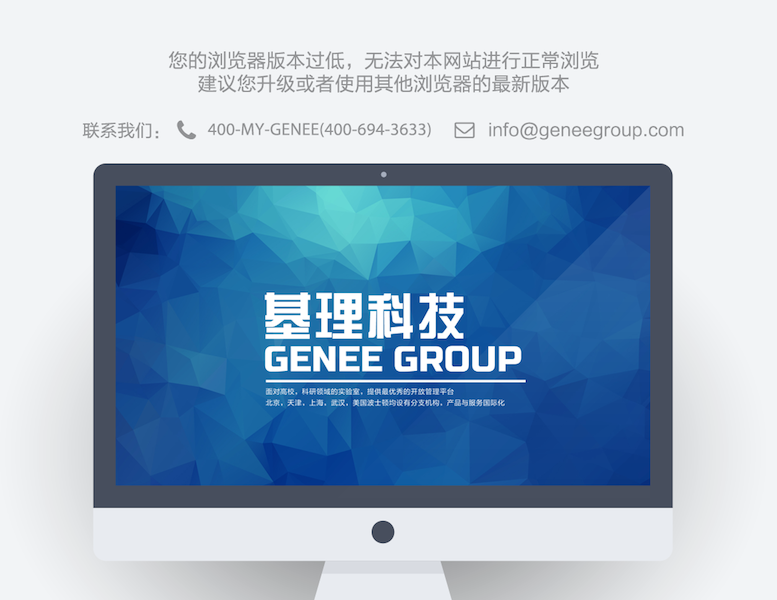 您的浏览器版本过低，无法对本网站进行正常浏览
建议您升级或者使用其他浏览器的最新版本
联系我们： 400-MY-GENEE(400-694-3633) info@geneegroup.com
基理科技
GENEE GROUP
面对高校，科研领域的实验室，提供最优秀的开放管理平台
北京，天津，上海，武汉，美国波士顿均设有分支机构，产品与服务国际化